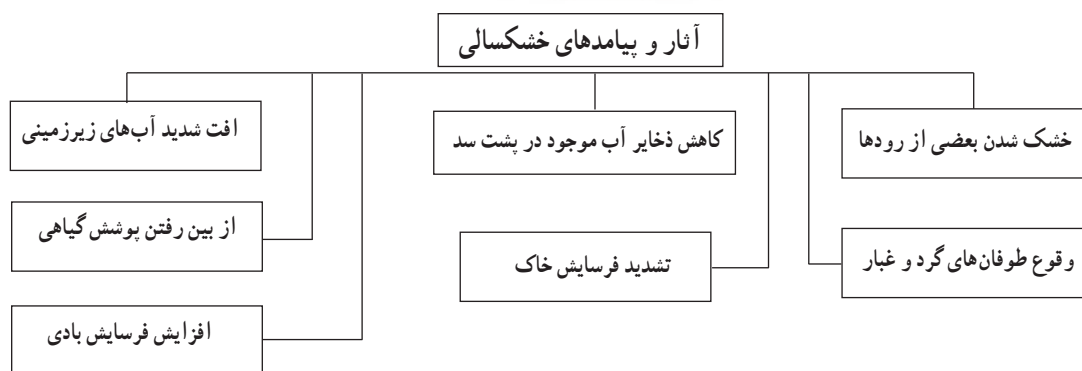 آثار و پیامدهای خشکسالی
خشک شدن بعضی از رودها
کاهش ذخایر آب موجود در پشت سد
افت شدید آب‌های زیرزمینی
وقوع طوفان‌های گرد و غبار
تشدید فرسایش خاک
از بین رفتن پوشش گیاهی
افزایش فرسایش بادی